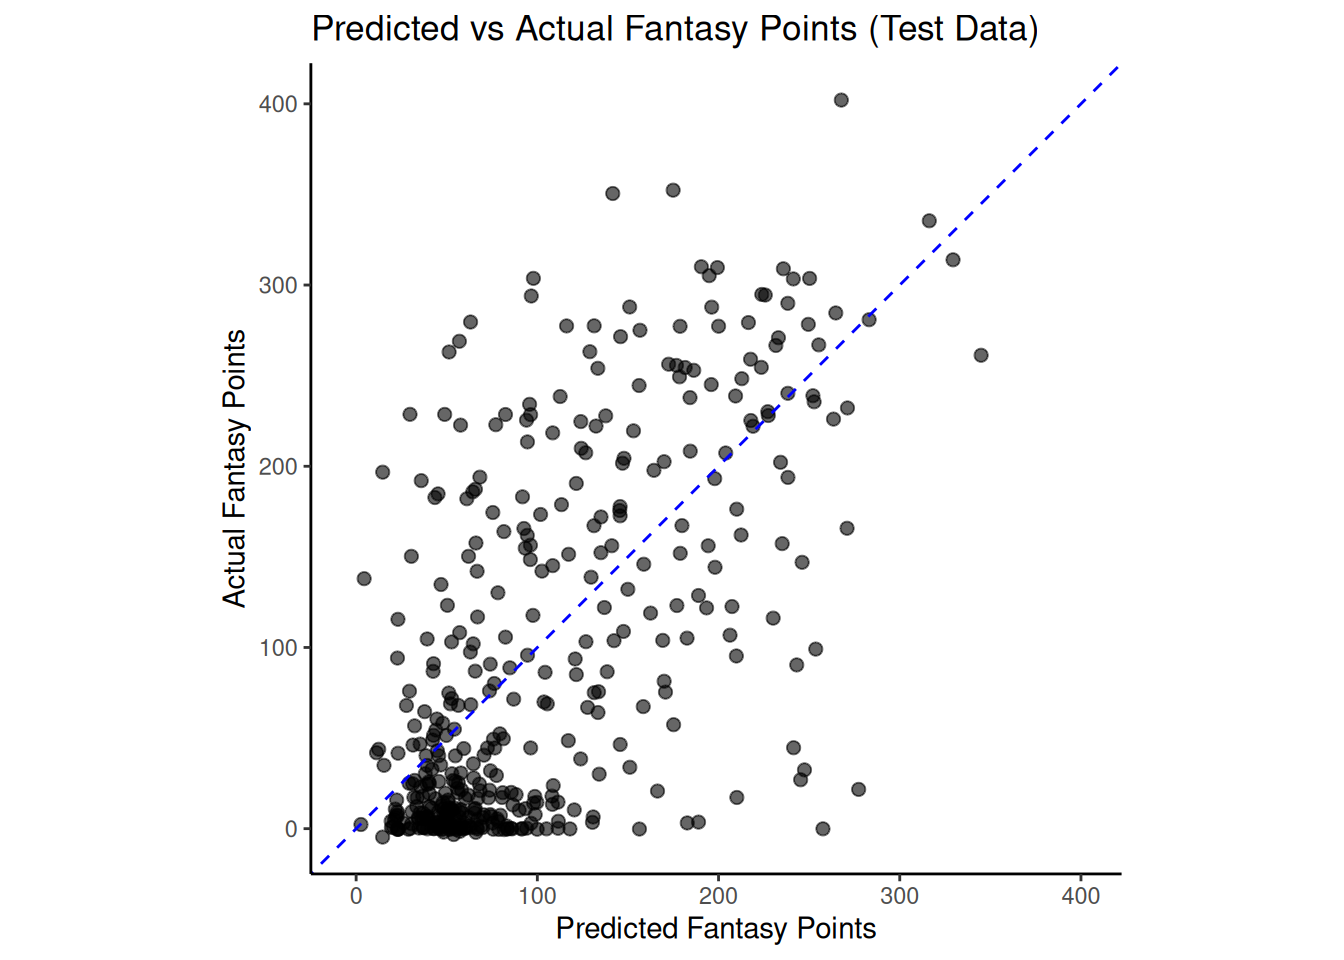 Predicted vs Actual Fantasy Points (Test Data)
400
300
200
100
0
Actual Fantasy Points
0 100 200 300 400
Predicted Fantasy Points